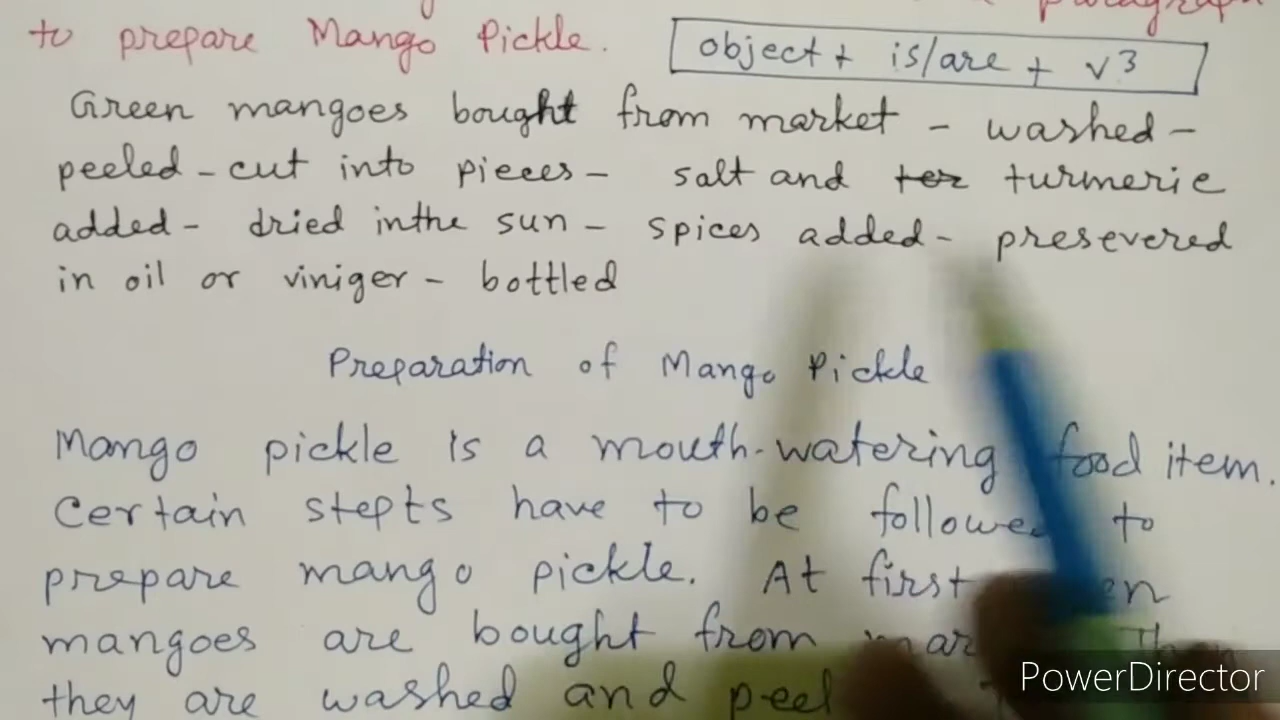 paragraph
to prepare Mango Pickle.
object + is/are + v3
Green mangoes bought from market - washed -
peeled - cut into pieces - salt and ter turmeric
added - dried in the sun - spices added - presevered
in oil or viniger - bottled
Preparation of Mango Pickle
Mango pickle is a mouth-watering food item.
Certain stepts have to be followed to
prepare mango pickle. At first
mangoes are bought from
they are washed and peel
PowerDirector